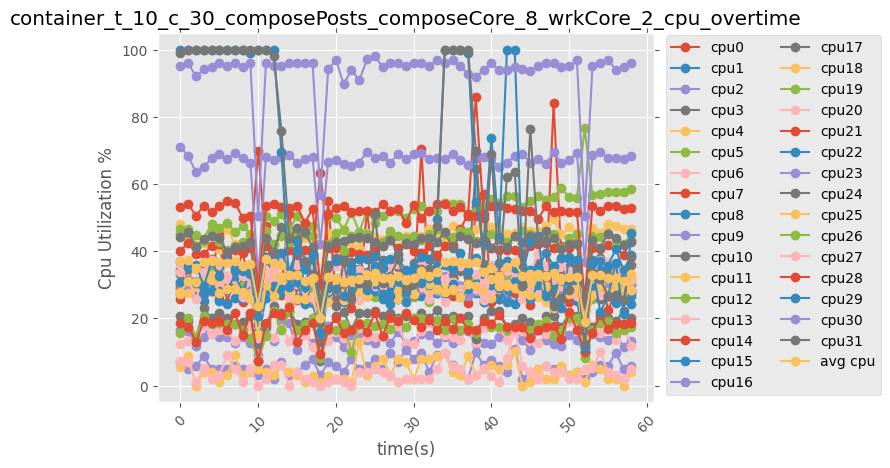 container_t_10_c_30_composePosts_composeCore_8_wrkCore_2_cpu_overtime
Cpu Utilization %
100
80
60
40
20
0
0
10
20
30
40
50
60
time(s)
cpu0
cpu1
cpu2
cpu3
cpu4
cpu5
cpu6
cpu7
cpu8
cpu9
cpu10
cpu11
cpu12
cpu13
cpu14
cpu15
cpu16
cpu17
cpu18
cpu19
cpu20
cpu21
cpu22
cpu23
cpu24
cpu25
cpu26
cpu27
cpu28
cpu29
cpu30
cpu31
avg cpu